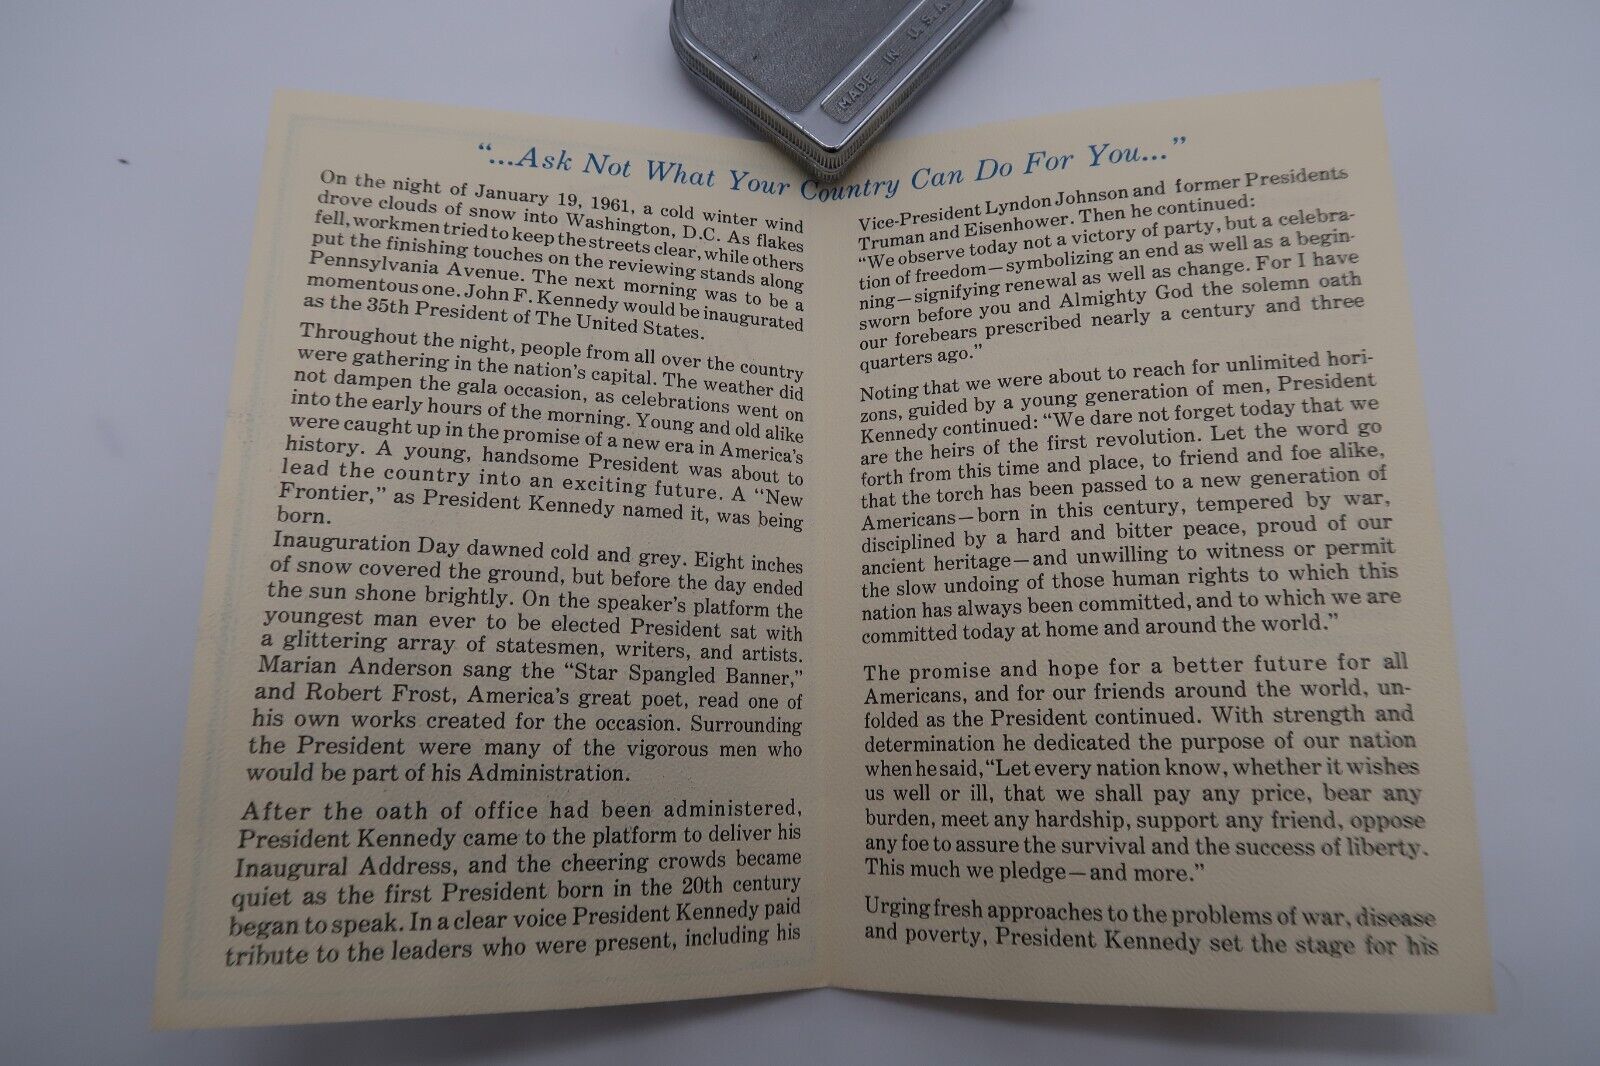 MADE IN U.S.A.
“...Ask Not What Your Country Can Do For You...”
On the night of January 19, 1961, a cold winter wind
drove clouds of snow into Washington, D.C. As flakes
fell, workmen tried to keep the streets clear, while others
put the finishing touches on the reviewing stands along
Pennsylvania Avenue. The next morning was to be a
momentous one. John F. Kennedy would be inaugurated
as the 35th President of The United States.
Throughout the night, people from all over the country
were gathering in the nation's capital. The weather did
not dampen the gala occasion, as celebrations went on
into the early hours of the morning. Young and old alike
were caught up in the promise of a new era in America's
history. A young, handsome President was about to
lead the country into an exciting future. A “New
Frontier,” as President Kennedy named it, was being
born.
Inauguration Day dawned cold and grey. Eight inches
of snow covered the ground, but before the day ended
the sun shone brightly. On the speaker's platform the
youngest man ever to be elected President sat with
a glittering array of statesmen, writers, and artists.
Marian Anderson sang the “Star Spangled Banner,”
and Robert Frost, America's great poet, read one of
his own works created for the occasion. Surrounding
the President were many of the vigorous men who
would be part of his Administration.
After the oath of office had been administered,
President Kennedy came to the platform to deliver his
Inaugural Address, and the cheering crowds became
quiet as the first President born in the 20th century
began to speak. In a clear voice President Kennedy paid
tribute to the leaders who were present, including his
Vice-President Lyndon Johnson and former Presidents
Truman and Eisenhower. Then he continued:
“We observe today not a victory of party, but a celebra-
tion of freedom—symbolizing an end as well as a begin-
ning—signifying renewal as well as change. For I have
sworn before you and Almighty God the solemn oath
our forebears prescribed nearly a century and three
quarters ago.”
Noting that we were about to reach for unlimited hori-
zons, guided by a young generation of men, President
Kennedy continued: “We dare not forget today that we
are the heirs of the first revolution. Let the word go
forth from this time and place, to friend and foe alike,
that the torch has been passed to a new generation of
Americans—born in this century, tempered by war,
disciplined by a hard and bitter peace, proud of our
ancient heritage—and unwilling to witness or permit
the slow undoing of those human rights to which this
nation has always been committed, and to which we are
committed today at home and around the world.”
The promise and hope for a better future for all
Americans, and for our friends around the world, un-
folded as the President continued. With strength and
determination he dedicated the purpose of our nation
when he said, “Let every nation know, whether it wishes
us well or ill, that we shall pay any price, bear any
burden, meet any hardship, support any friend, oppose
any foe to assure the survival and the success of liberty.
This much we pledge—and more.”
Urging fresh approaches to the problems of war, disease
and poverty, President Kennedy set the stage for his